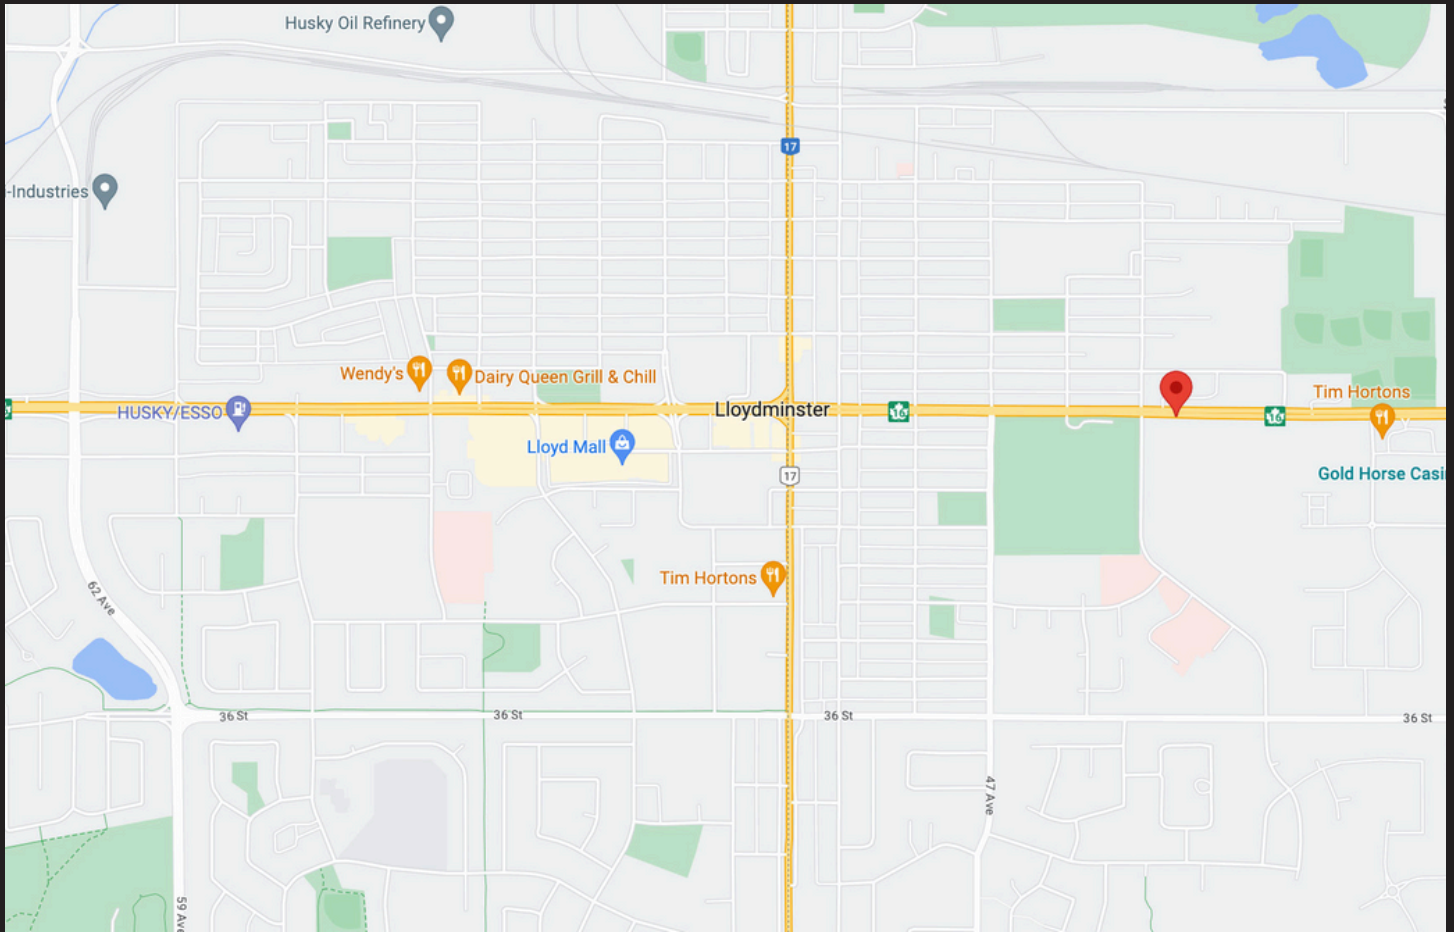 Husky Oil Refinery
17
-Industries
Wendy's
Dairy Queen Grill & Chill
Tim Hortons
HUSKY/ESSO
Lloydminster
16
16
Lloyd Mall
Gold Horse Casi
17
Tim Hortons
62 Ave
36 St
36 St
36 St
36 St
47 Ave
59 Ave